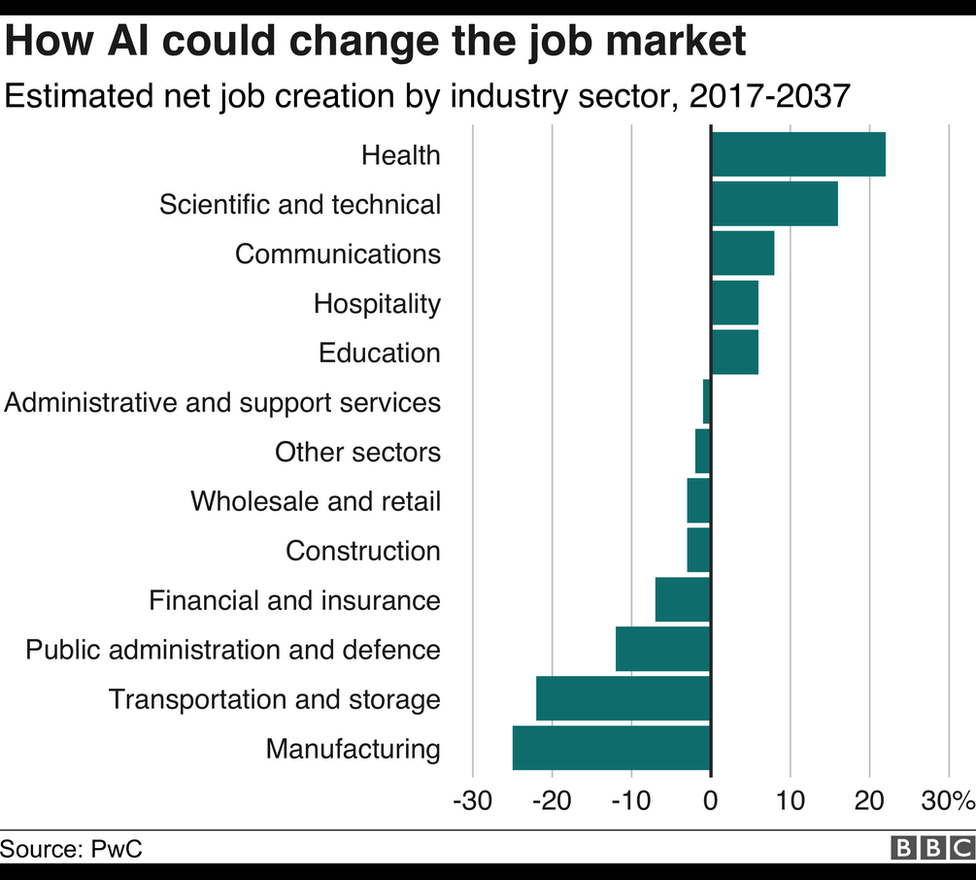 How AI could change the job market
Estimated net job creation by industry sector, 2017-2037
Health
Scientific and technical
Communications
Hospitality
Education
Administrative and support services
Other sectors
Wholesale and retail
Construction
Financial and insurance
Public administration and defence
Transportation and storage
Manufacturing
-30 -20 -10 0 10 20 30%
Source: PwC BBC